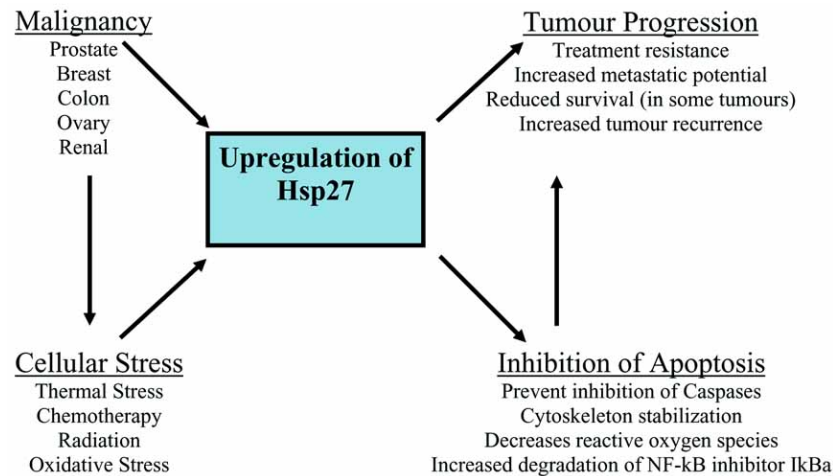 Malignancy
Prostate
Breast
Colon
Ovary
Renal
Tumour Progression
Treatment resistance
Increased metastatic potential
Reduced survival (in some tumours)
Increased tumour recurrence
Upregulation of
Hsp27
Cellular Stress
Thermal Stress
Chemotherapy
Radiation
Oxidative Stress
Inhibition of Apoptosis
Prevent inhibition of Caspases
Cytoskeleton stabilization
Decreases reactive oxygen species
Increased degradation of NF-kB inhibitor IkBa